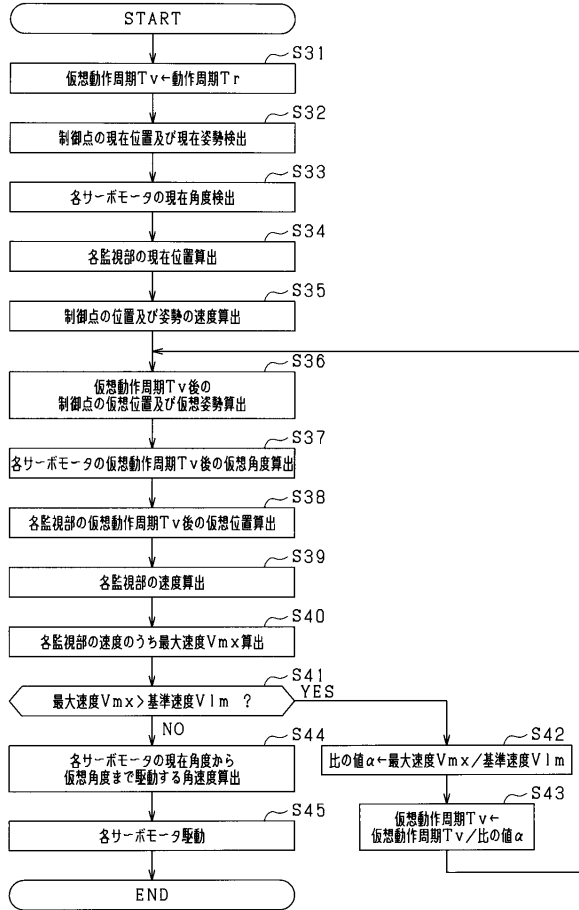 START
S31
仮想動作周期Tv←動作周期Tr
S32
制御点の現在位置及び現在姿勢検出
S33
各サーボモータの現在角度検出
S34
各監視部の現在位置算出
S35
制御点の位置及び姿勢の速度算出
S36
仮想動作周期Tv後の
制御点の仮想位置及び仮想姿勢算出
S37
各サーボモータの仮想動作周期Tv後の仮想角度算出
S38
各監視部の仮想動作周期Tv後の仮想位置算出
S39
各監視部の速度算出
S40
各監視部の速度のうち最大速度Vmx算出
S41
最大速度Vmx>基準速度Vlm ?
YES
NO
S42
比の値α←最大速度Vmx/基準速度Vlm
S43
仮想動作周期Tv←
仮想動作周期Tv/比の値α
S44
各サーボモータの現在角度から
仮想角度まで駆動する角速度算出
S45
各サーボモータ駆動
END